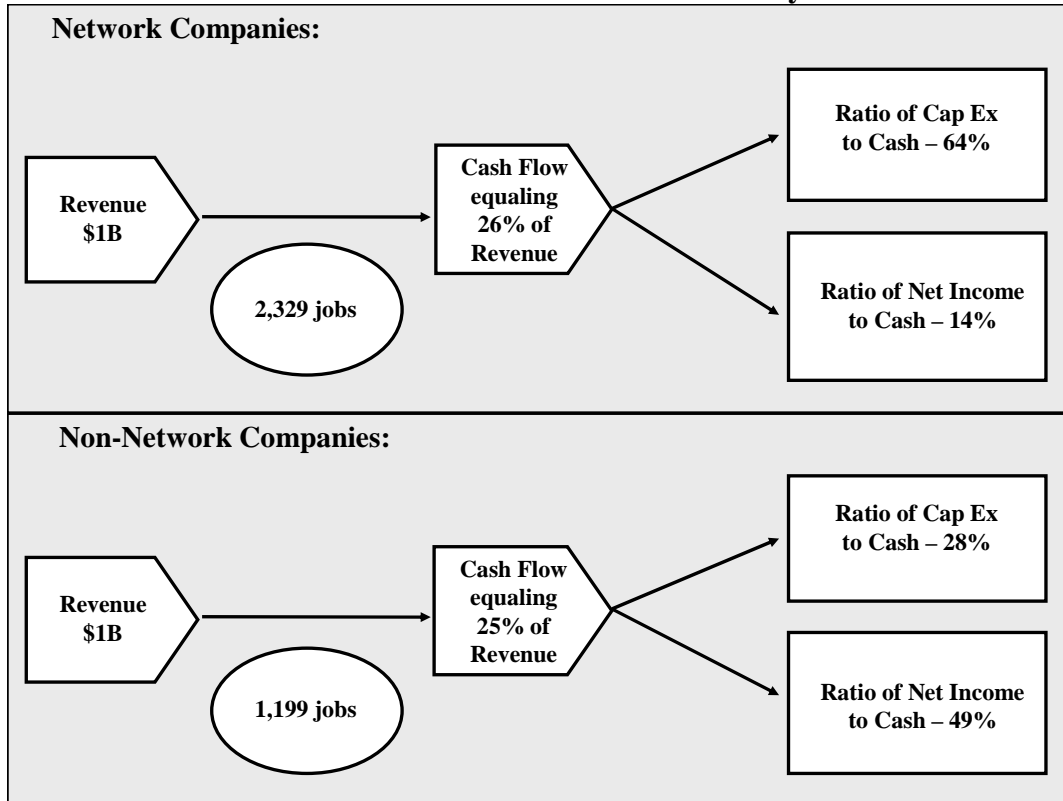 Network Companies:
Revenue
$1B
2,329 jobs
Cash Flow
equaling
26% of
Revenue
Ratio of Cap Ex
to Cash – 64%
Ratio of Net Income
to Cash – 14%
Non-Network Companies:
Revenue
$1B
1,199 jobs
Cash Flow
equaling
25% of
Revenue
Ratio of Cap Ex
to Cash – 28%
Ratio of Net Income
to Cash – 49%